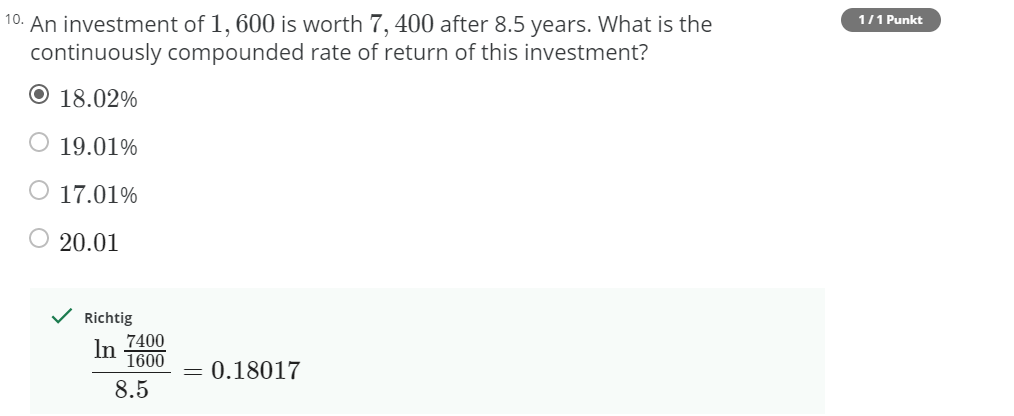 10. An investment of 1, 600 is worth 7, 400 after 8.5 years. What is the
continuously compounded rate of return of this investment?
1 / 1 Punkt
18.02%
19.01%
17.01%
20.01
Richtig
ln 7400/1600
/ 8.5 = 0.18017